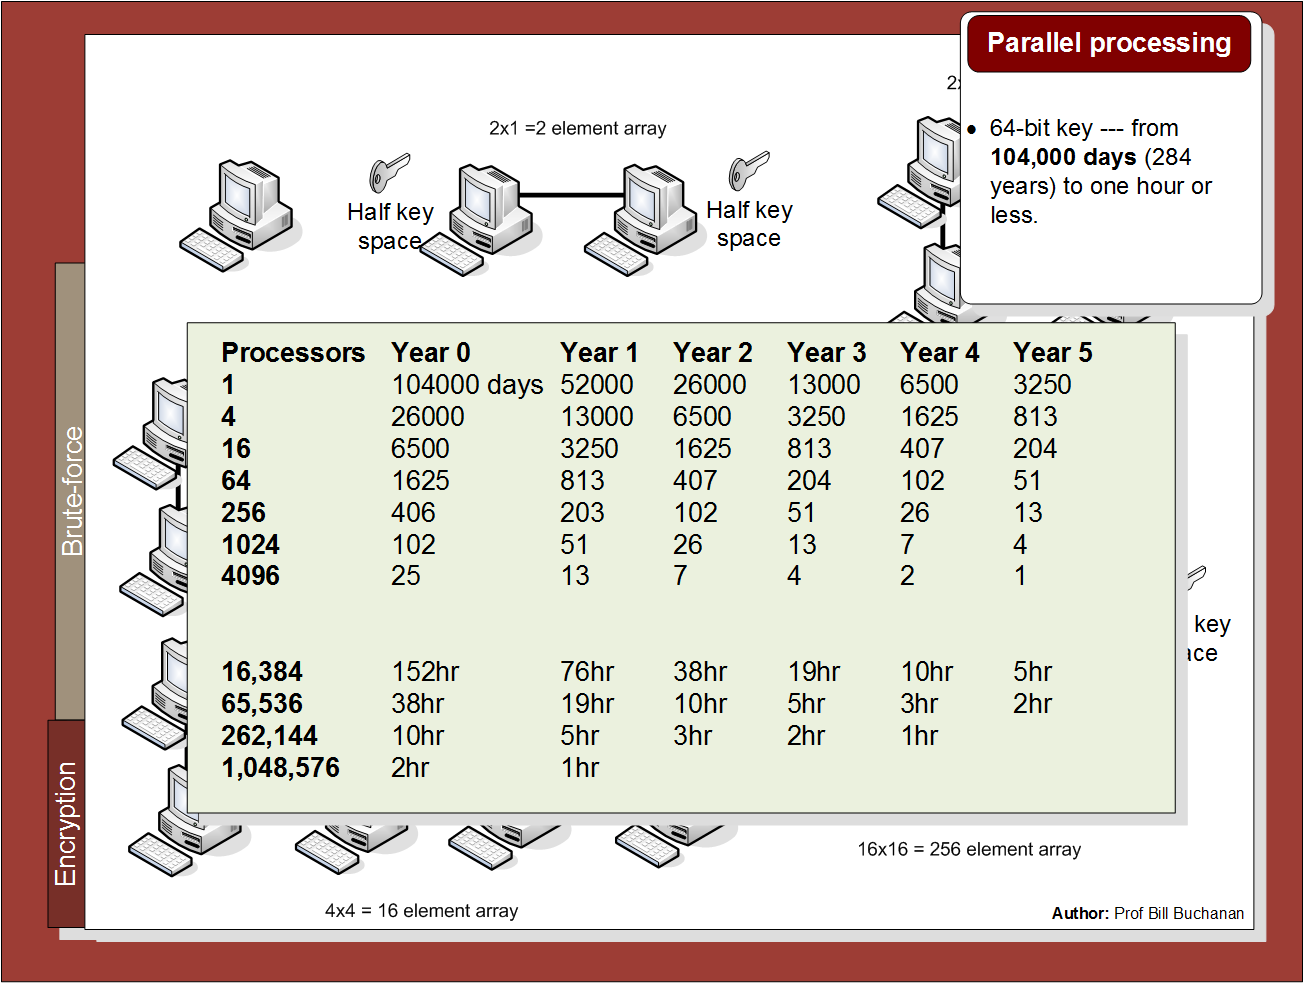 Parallel processing
• 64-bit key --- from
104,000 days (284
years) to one hour or
less.
2x1 =2 element array
Half key
space
Half key
space
Processors Year 0 Year 1 Year 2 Year 3 Year 4 Year 5
1 104000 days 52000 26000 13000 6500 3250
4 26000 13000 6500 3250 1625 813
16 6500 3250 1625 813 407 204
64 1625 813 407 204 102 51
256 406 203 102 51 26 13
1024 102 51 26 13 7 4
4096 25 13 7 4 2 1
16,384 152hr 76hr 38hr 19hr 10hr 5hr
65,536 38hr 19hr 10hr 5hr 3hr 2hr
262,144 10hr 5hr 3hr 2hr 1hr
1,048,576 2hr 1hr
key
Brute-force
Encryption
16x16 = 256 element array
4x4 = 16 element array
Author: Prof Bill Buchanan